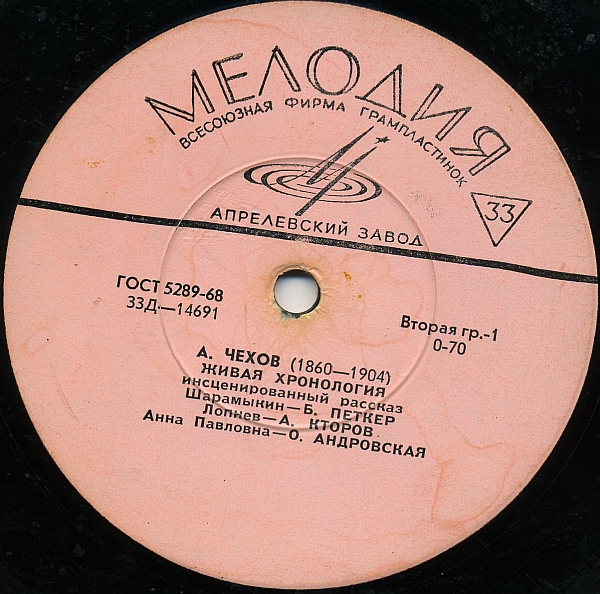 МЕЛОДИЯ
ВСЕСОЮЗНАЯ ФИРМА ГРАМПЛАСТИНОК
33
АПРЕЛЕВСКИЙ ЗАВОД
ГОСТ 5289-68
33Д—14691
Вторая гр.-1
0-70
А. ЧЕХОВ (1860—1904)
ЖИВАЯ ХРОНОЛОГИЯ
инсценированный рассказ
Шарамыкин—Б. ПЕТКЕР
Лопнев—А. КТОРОВ
Анна Павловна—О. АНДРОВСКАЯ